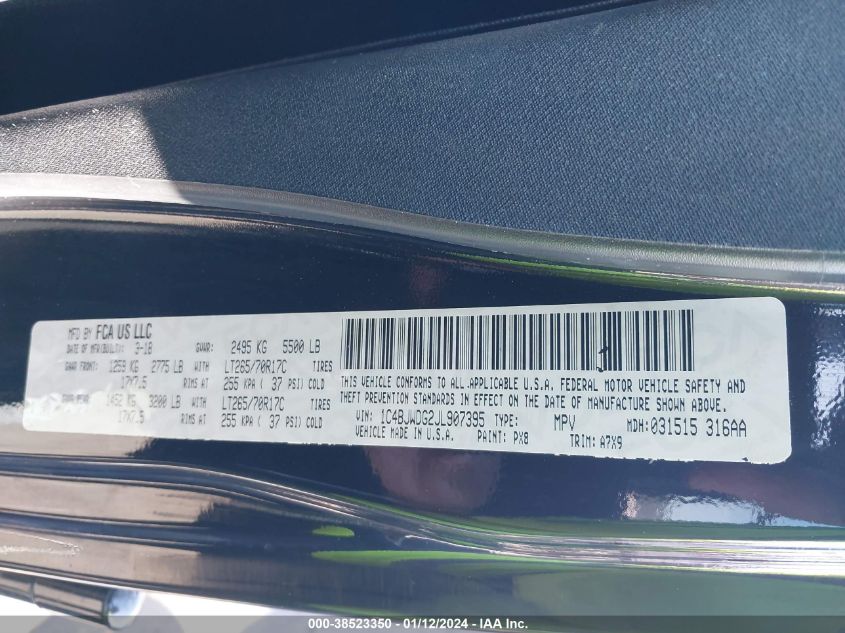 MFD BY FCA US LLC
DATE OF MFR(BUILT): 3-18 GVWR: 2495 KG 5500 LB
GAWR FRONT: 1259 KG 2775 LB WITH LT265/70R17C TIRES
17X7.5 RIMS AT 255 KPA ( 37 PSI) COLD
GAWR REAR: 1452 KG 3200 LB WITH LT265/70R17C TIRES
17X7.5 RIMS AT 255 KPA ( 37 PSI) COLD
THIS VEHICLE CONFORMS TO ALL APPLICABLE U.S.A. FEDERAL MOTOR VEHICLE SAFETY AND
THEFT PREVENTION STANDARDS IN EFFECT ON THE DATE OF MANUFACTURE SHOWN ABOVE.
VIN: 1C4BJWDG2JL907395 TYPE: MPV MDH: 031515 316AA
VEHICLE MADE IN U.S.A. PAINT: PX8 TRIM: A7X9
000-38523350 - 01/12/2024 - IAA Inc.